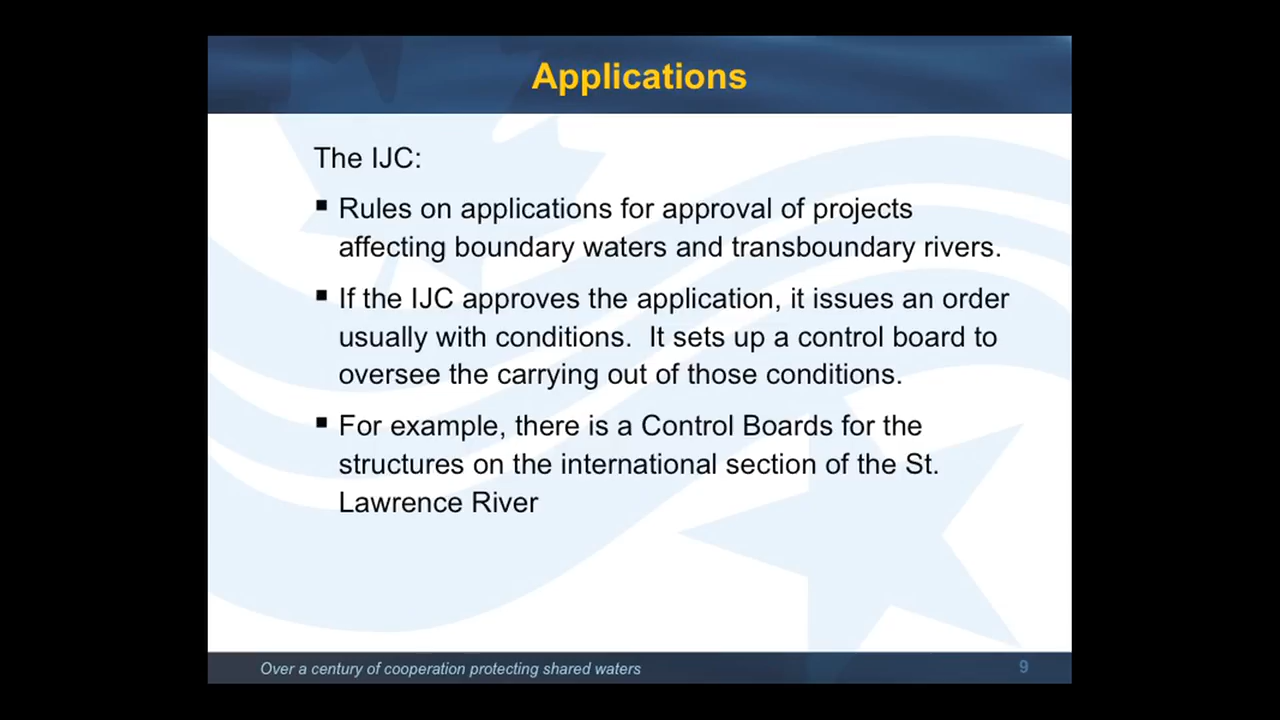 Applications
The IJC:
▪ Rules on applications for approval of projects
affecting boundary waters and transboundary rivers.
▪ If the IJC approves the application, it issues an order
usually with conditions.  It sets up a control board to
oversee the carrying out of those conditions.
▪ For example, there is a Control Boards for the
structures on the international section of the St.
Lawrence River
Over a century of cooperation protecting shared waters
9